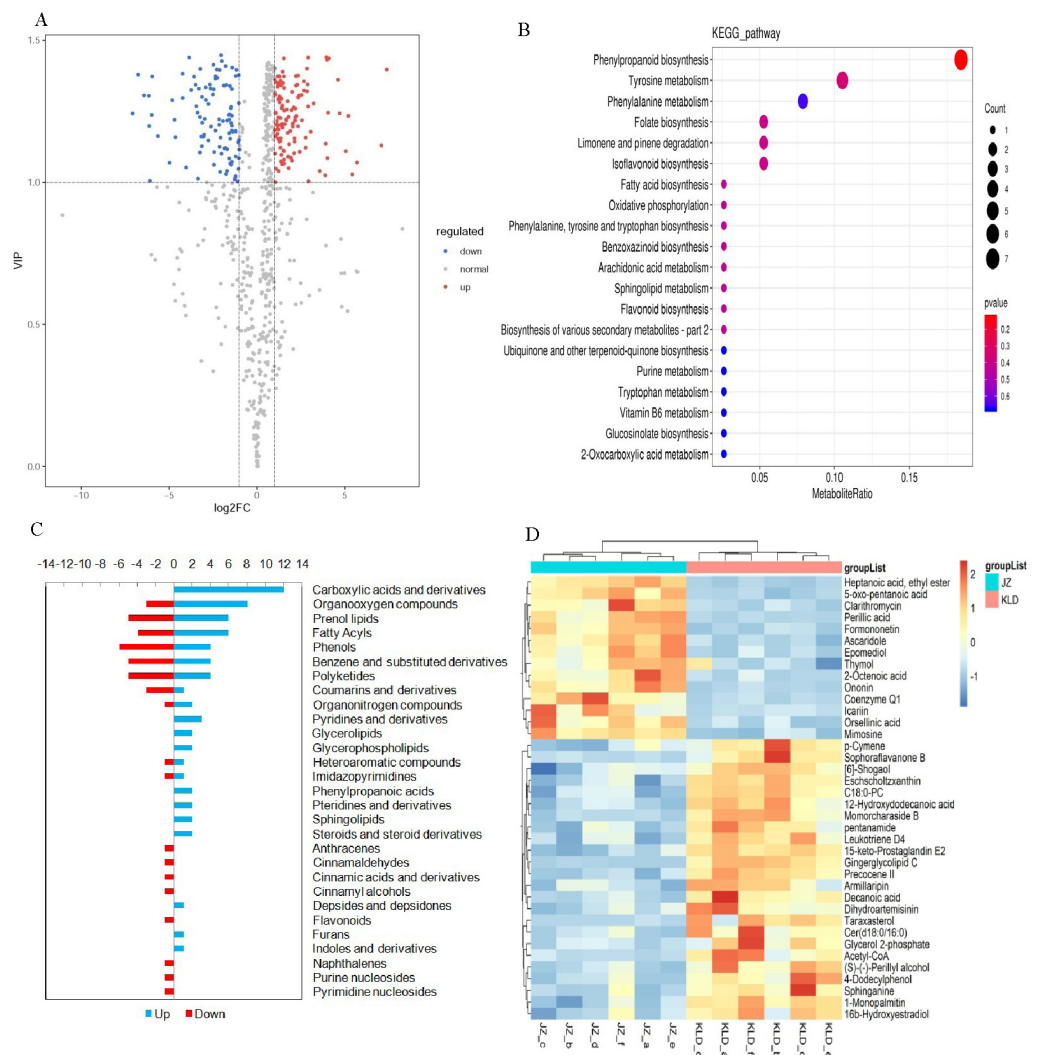 A
1.5
1.0
0.5
0.0
VIP
-10
-5
0
5
log2FC
regulated
down
normal
up
B
KEGG_pathway
Phenylpropanoid biosynthesis
Tyrosine metabolism
Phenylalanine metabolism
Folate biosynthesis
Limonene and pinene degradation
Isoflavonoid biosynthesis
Fatty acid biosynthesis
Oxidative phosphorylation
Phenylalanine, tyrosine and tryptophan biosynthesis
Benzoxazinoid biosynthesis
Arachidonic acid metabolism
Sphingolipid metabolism
Flavonoid biosynthesis
Biosynthesis of various secondary metabolites - part 2
Ubiquinone and other terpenoid-quinone biosynthesis
Purine metabolism
Tryptophan metabolism
Vitamin B6 metabolism
Glucosinolate biosynthesis
2-Oxocarboxylic acid metabolism
0.05
0.10
0.15
MetaboliteRatio
Count
1
2
3
4
5
6
7
pvalue
0.2
0.3
0.4
0.5
0.6
C
-14 -12 -10 -8 -6 -4 -2 0 2 4 6 8 10 12 14
Carboxylic acids and derivatives
Organooxygen compounds
Prenol lipids
Fatty Acyls
Phenols
Benzene and substituted derivatives
Polyketides
Coumarins and derivatives
Organonitrogen compounds
Pyridines and derivatives
Glycerolipids
Glycerophospholipids
Heteroaromatic compounds
Imidazopyrimidines
Phenylpropanoic acids
Pteridines and derivatives
Sphingolipids
Steroids and steroid derivatives
Anthracenes
Cinnamaldehydes
Cinnamic acids and derivatives
Cinnamyl alcohols
Depsides and depsidones
Flavonoids
Furans
Indoles and derivatives
Naphthalenes
Purine nucleosides
Pyrimidine nucleosides
Up Down
D
groupList
Heptanoic acid, ethyl ester
5-oxo-pentanoic acid
Clarithromycin
Perillic acid
Formononetin
Ascaridole
Epomediol
Thymol
2-Octenoic acid
Ononin
Coenzyme Q1
Icariin
Orsellinic acid
Mimosine
p-Cymene
Sophoraflavanone B
[6]-Shogaol
Eschscholtzxanthin
C18:0-PC
12-Hydroxydodecanoic acid
Momorcharaside B
pentanamide
Leukotriene D4
15-keto-Prostaglandin E2
Gingerglycolipid C
Precocene II
Armillaripin
Decanoic acid
Dihydroartemisinin
Taraxasterol
Cer(d18:0/16:0)
Glycerol 2-phosphate
Acetyl-CoA
(S)-(-)-Perillyl alcohol
4-Dodecylphenol
Sphinganine
1-Monopalmitin
16b-Hydroxyestradiol
JZ_c
JZ_b
JZ_d
JZ_f
JZ_a
JZ_e
2
1
0
-1
groupList
JZ
KLD